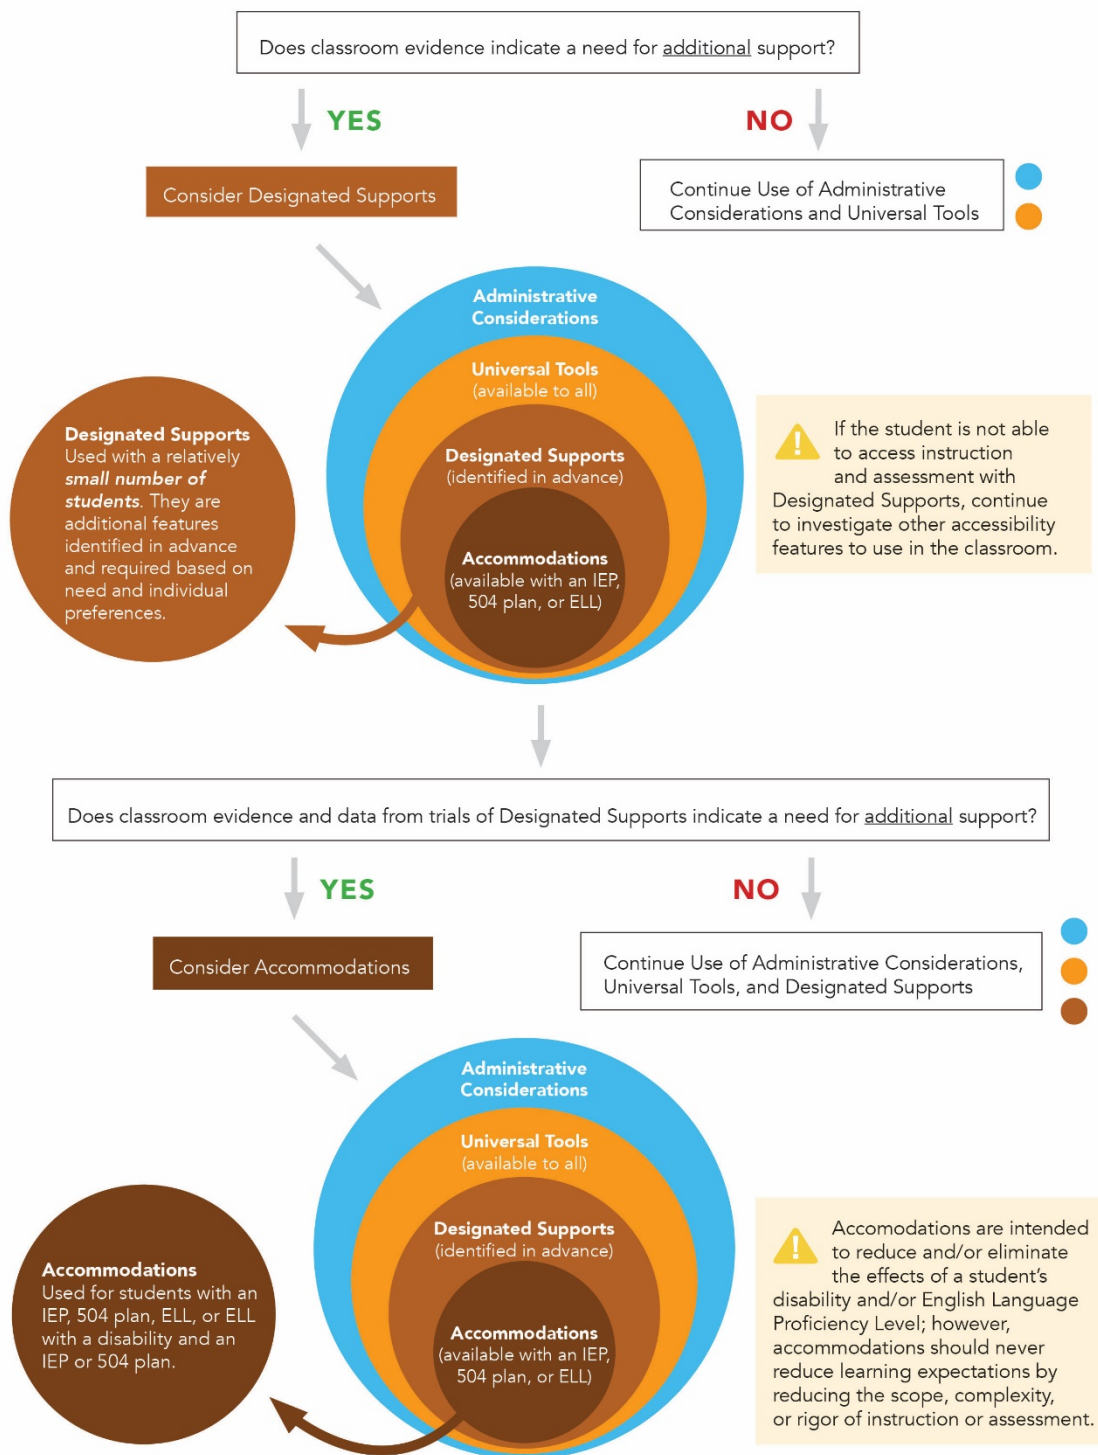 Does classroom evidence indicate a need for additional support?
YES
NO
Consider Designated Supports
Continue Use of Administrative
Considerations and Universal Tools
Administrative
Considerations
Universal Tools
(available to all)
Designated Supports
(identified in advance)
Accommodations
(available with an IEP,
504 plan, or ELL)
Designated Supports
Used with a relatively
small number of
students. They are
additional features
identified in advance
and required based on
need and individual
preferences.
If the student is not able
to access instruction
and assessment with
Designated Supports, continue
to investigate other accessibility
features to use in the classroom.
Does classroom evidence and data from trials of Designated Supports indicate a need for additional support?
YES
NO
Consider Accommodations
Continue Use of Administrative Considerations,
Universal Tools, and Designated Supports
Administrative
Considerations
Universal Tools
(available to all)
Designated Supports
(identified in advance)
Accommodations
(available with an IEP,
504 plan, or ELL)
Accommodations
Used for students with an
IEP, 504 plan, ELL, or ELL
with a disability and an
IEP or 504 plan.
Accomodations are intended
to reduce and/or eliminate
the effects of a student's
disability and/or English Language
Proficiency Level; however,
accommodations should never
reduce learning expectations by
reducing the scope, complexity,
or rigor of instruction or assessment.